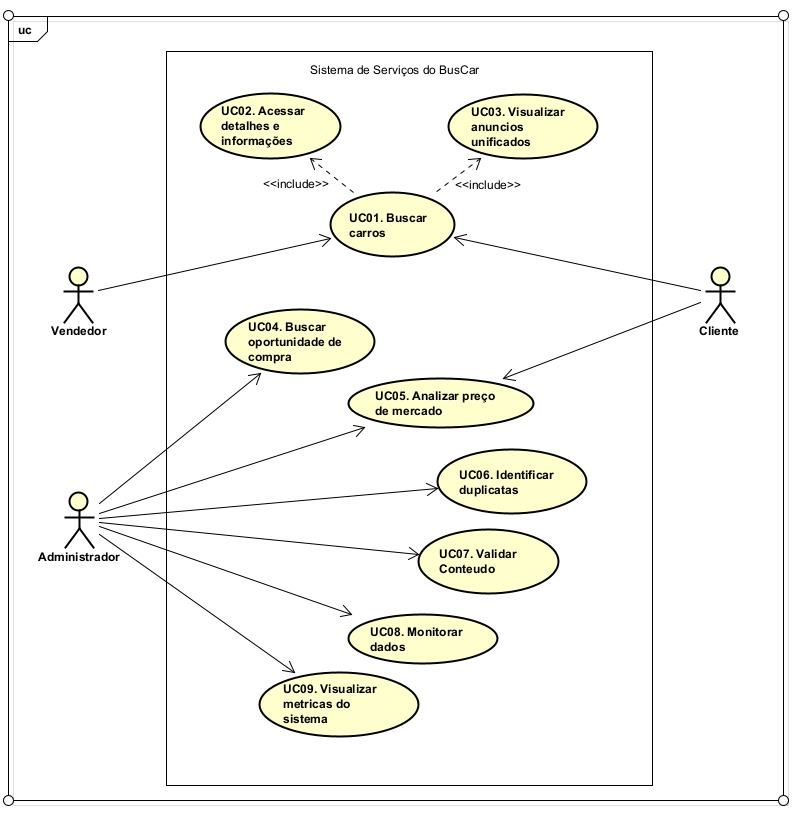 uc
Sistema de Serviços do BusCar
UC02. Acessar
detalhes e
informações
UC03. Visualizar
anuncios
unificados
<<include>>
<<include>>
UC01. Buscar
carros
Vendedor
Cliente
UC04. Buscar
oportunidade de
compra
UC05. Analizar preço
de mercado
UC06. Identificar
duplicatas
Administrador
UC07. Validar
Conteudo
UC08. Monitorar
dados
UC09. Visualizar
metricas do
sistema